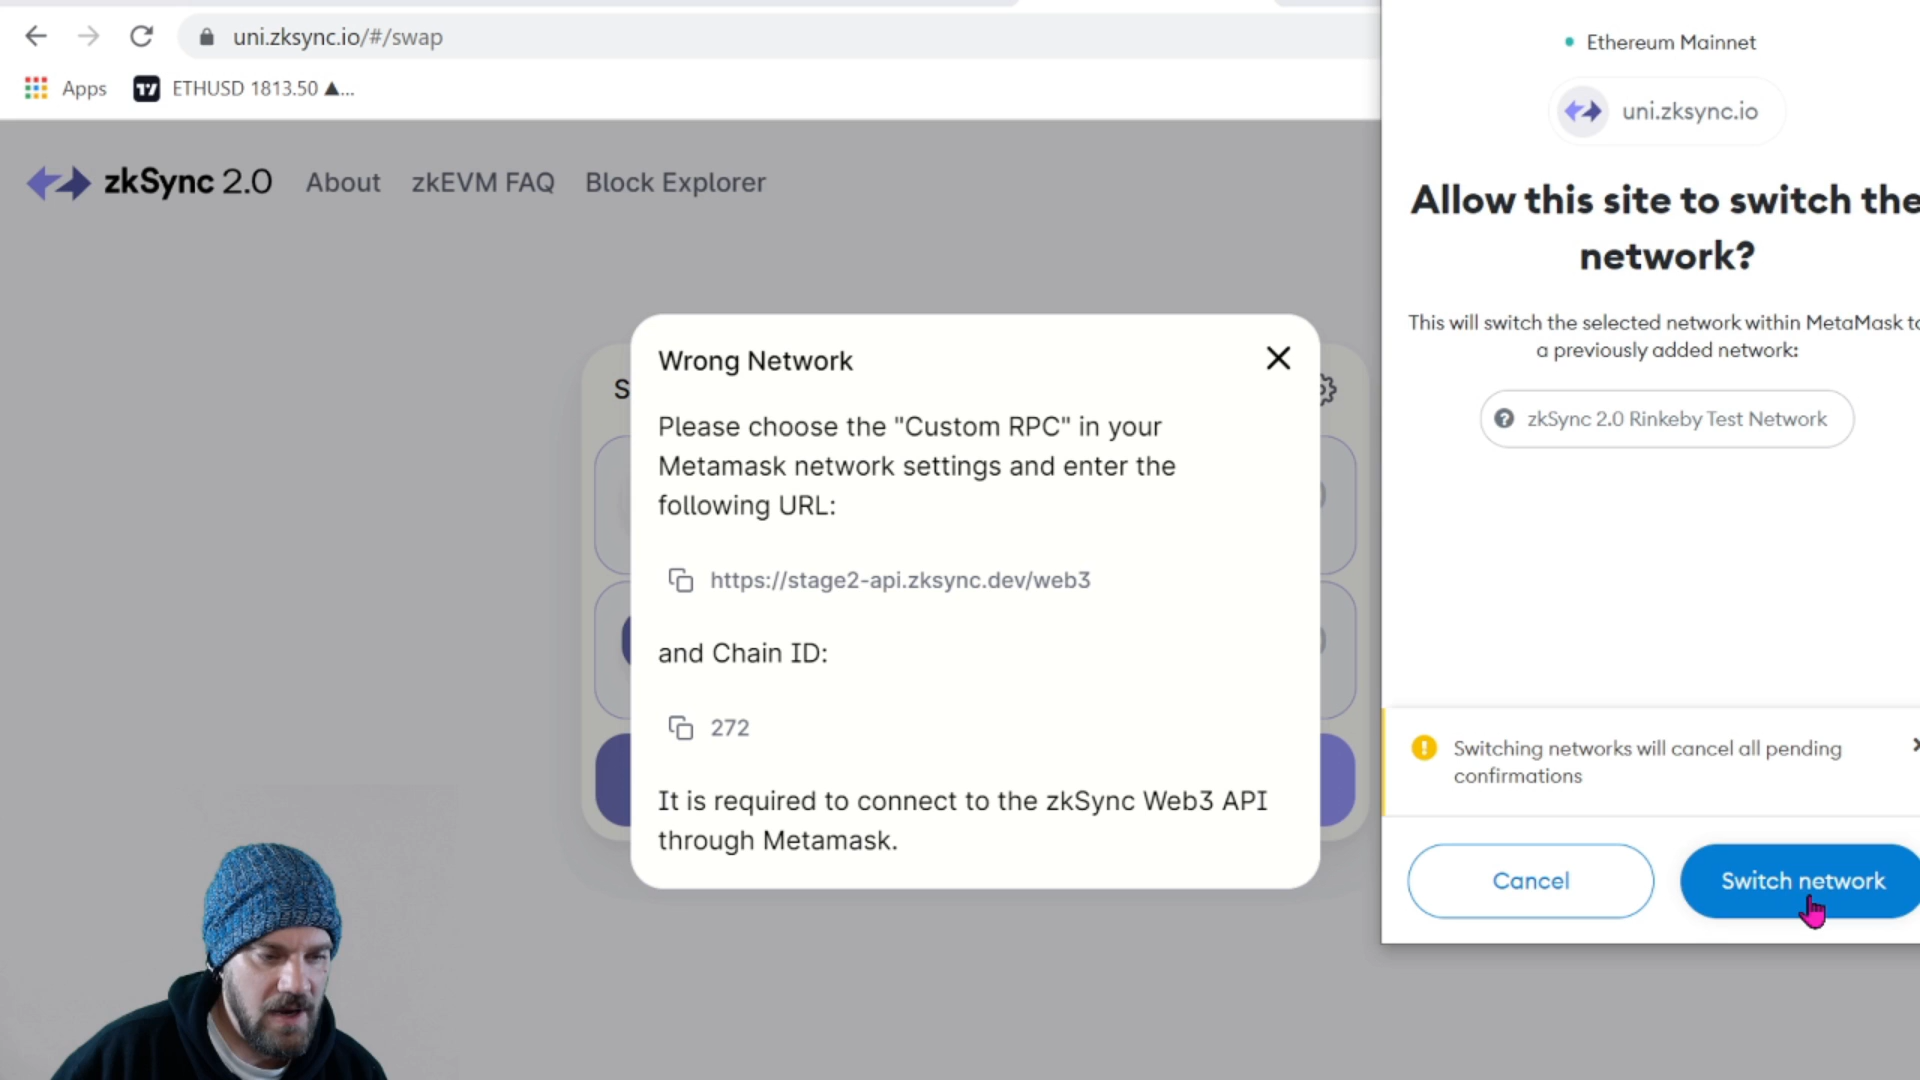 uni.zksync.io/#/swap
Apps
ETHUSD 1813.50 ▲...
zkSync 2.0 About zkEVM FAQ Block Explorer
S
Wrong Network
Please choose the "Custom RPC" in your
Metamask network settings and enter the
following URL:
https://stage2-api.zksync.dev/web3
and Chain ID:
272
It is required to connect to the zkSync Web3 API
through Metamask.
Ethereum Mainnet
uni.zksync.io
Allow this site to switch the
network?
This will switch the selected network within MetaMask to
a previously added network:
zkSync 2.0 Rinkeby Test Network
Switching networks will cancel all pending
confirmations
Cancel
Switch network